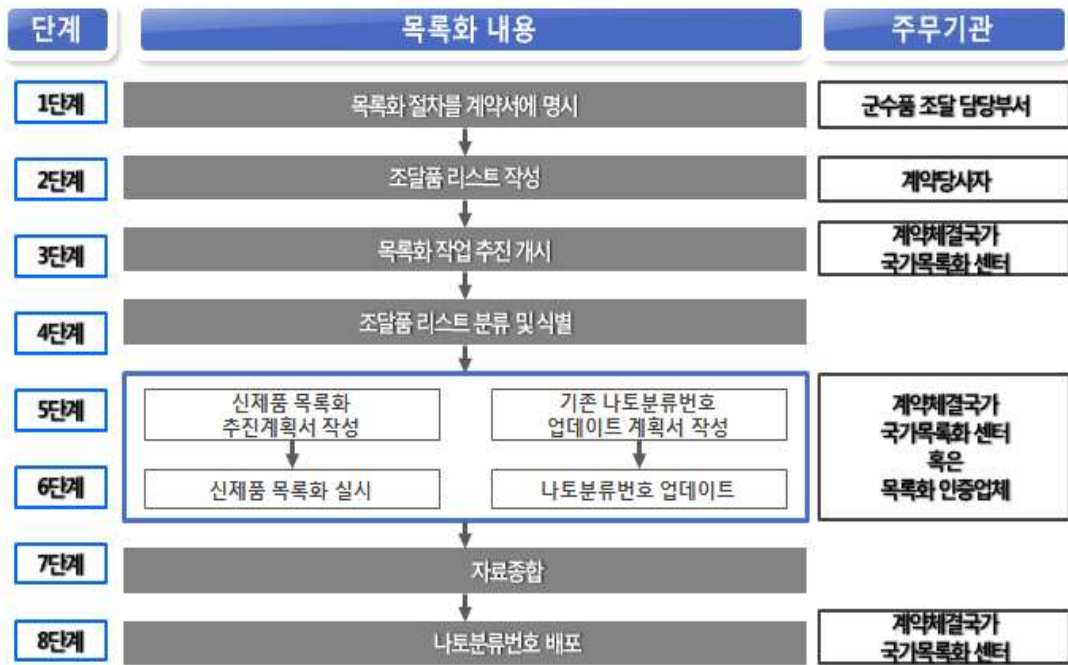 단계 목록화 내용 주무기관
1단계 목록화 절차를 계약서에 명시 군수품 조달 담당부서
2단계 조달품 리스트 작성 계약당사자
3단계 목록화 작업 추진 개시 계약체결국가
국가목록화 센터
4단계 조달품 리스트 분류 및 식별
5단계 신제품 목록화
추진계획서 작성
기존 나토분류번호
업데이트 계획서 작성
6단계 신제품 목록화 실시 나토분류번호 업데이트
계약체결국가
국가목록화 센터
혹은
목록화 인증업체
7단계 자료종합
8단계 나토분류번호 배포 계약체결국가
국가목록화 센터